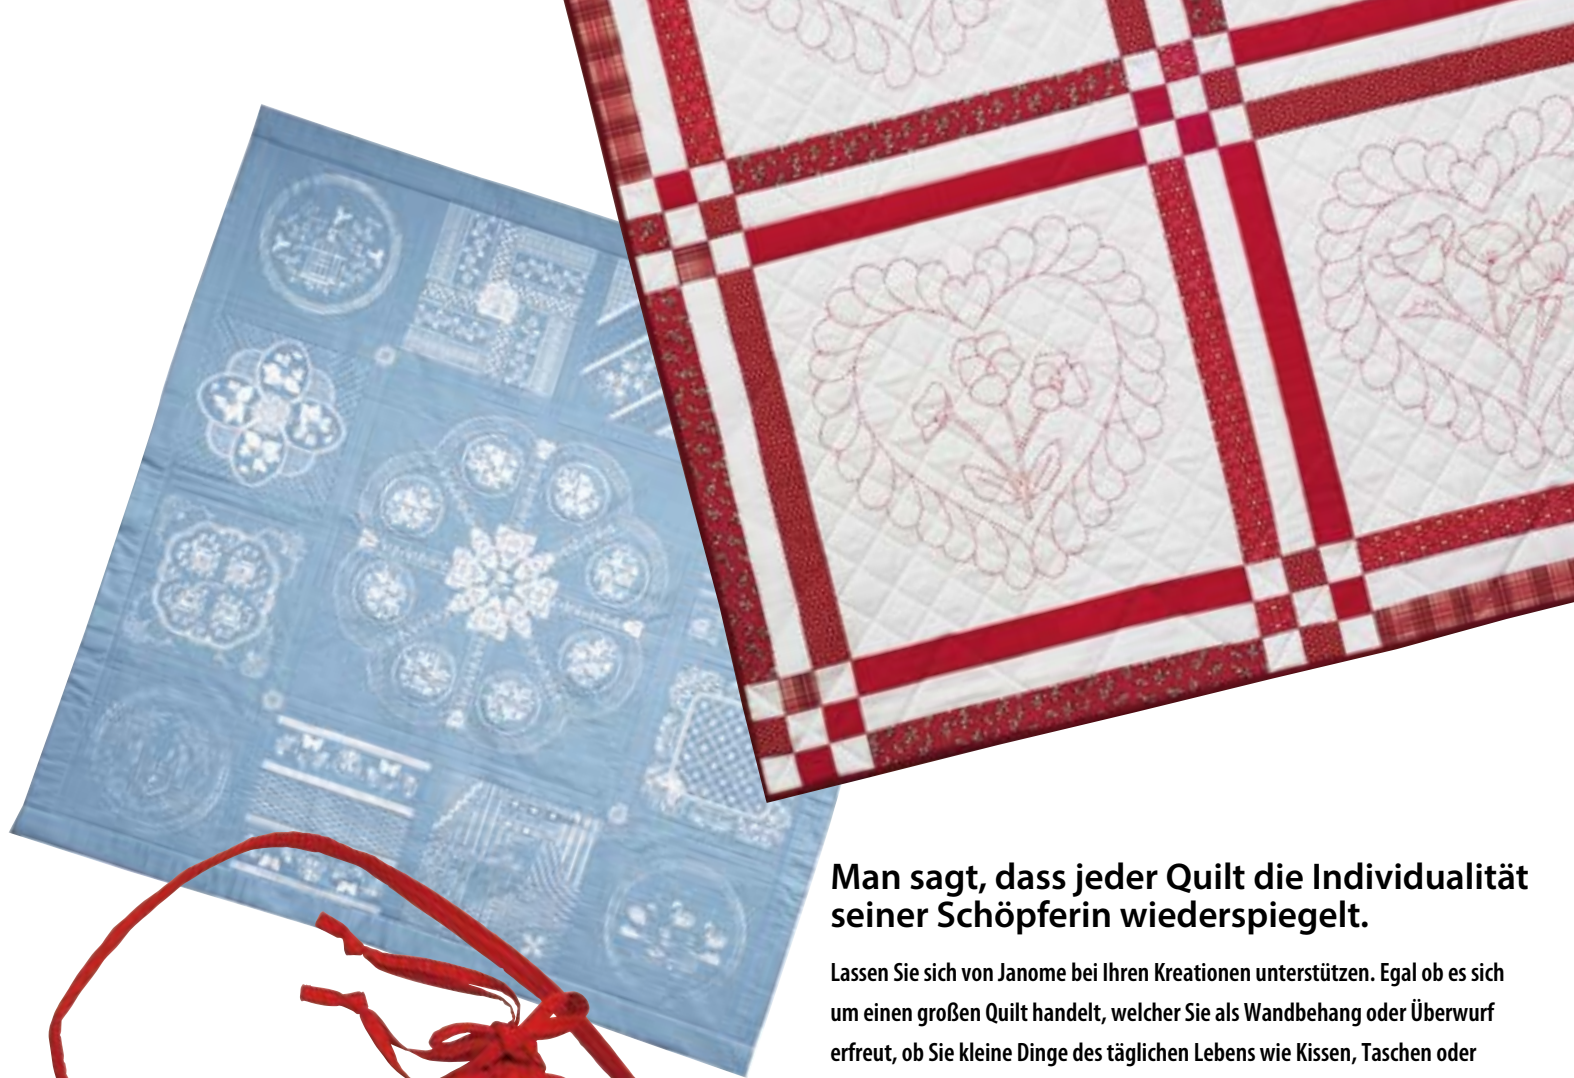 Man sagt, dass jeder Quilt die Individualität
seiner Schöpferin wiederspiegelt.
Lassen Sie sich von Janome bei Ihren Kreationen unterstützen. Egal ob es sich
um einen großen Quilt handelt, welcher Sie als Wandbehang oder Überwurf
erfreut, ob Sie kleine Dinge des täglichen Lebens wie Kissen, Taschen oder